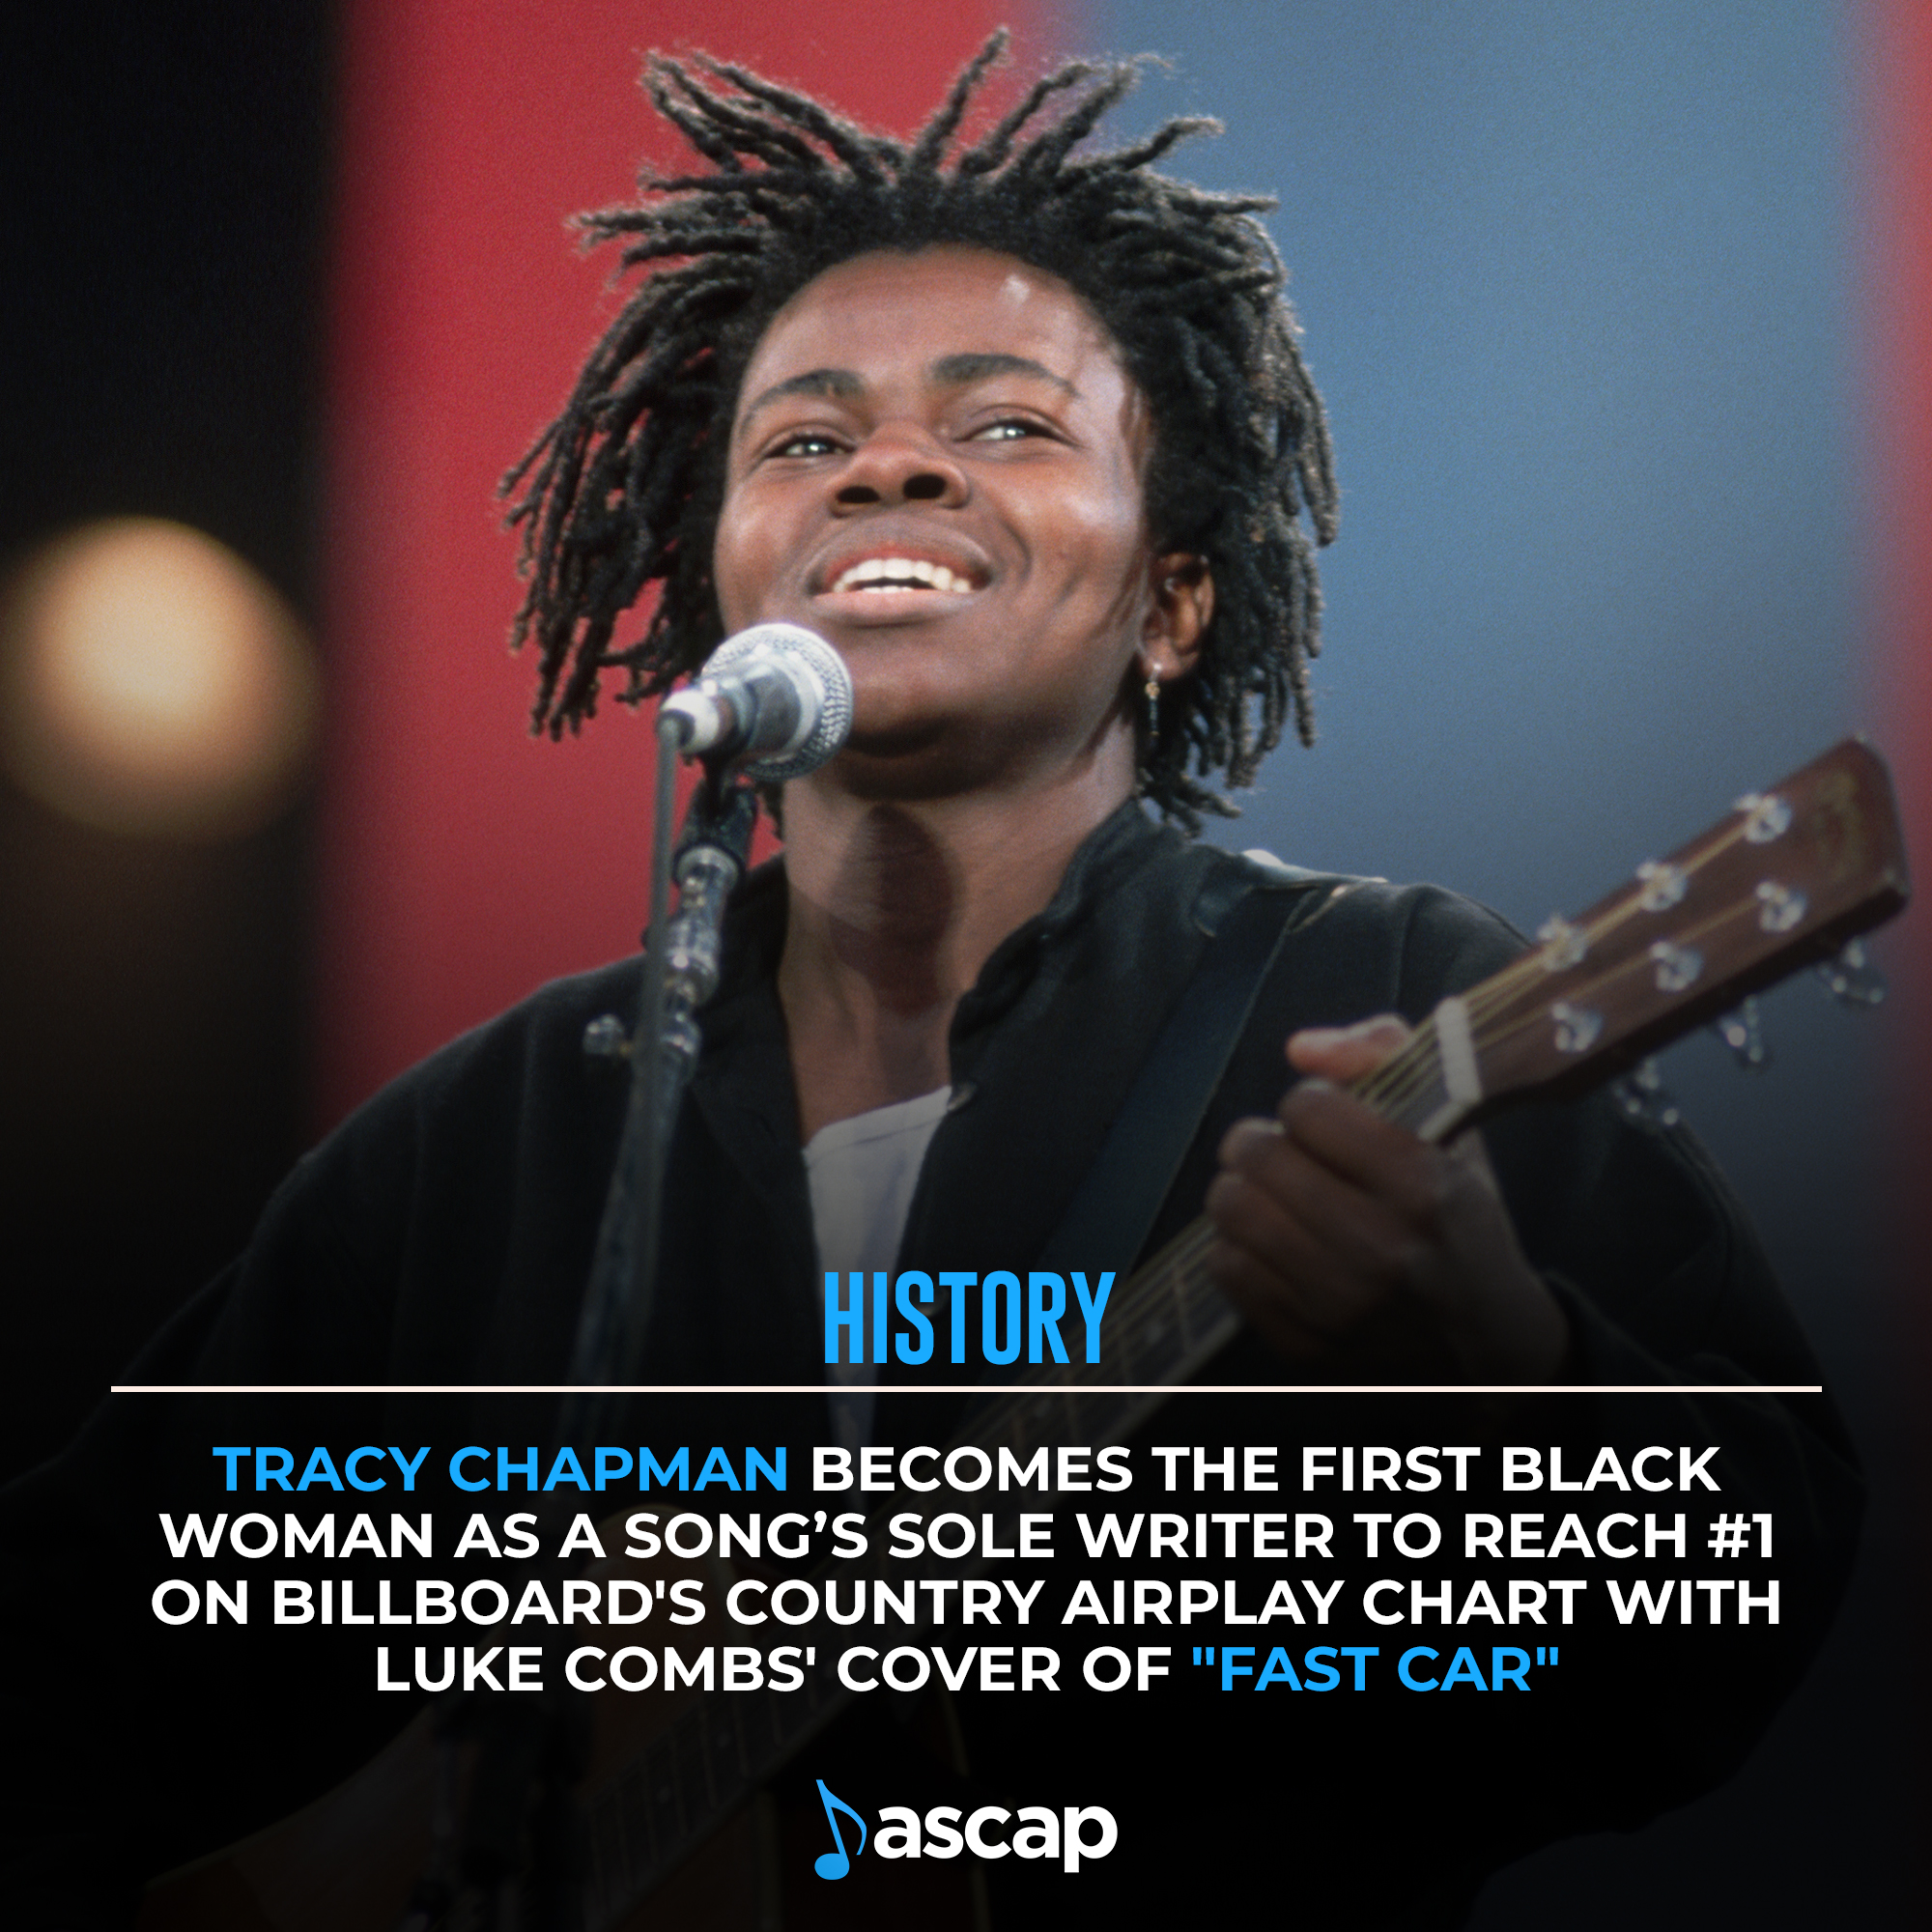 HISTORY
TRACY CHAPMAN BECOMES THE FIRST BLACK
WOMAN AS A SONG’S SOLE WRITER TO REACH #1
ON BILLBOARD'S COUNTRY AIRPLAY CHART WITH
LUKE COMBS' COVER OF "FAST CAR"
ascap